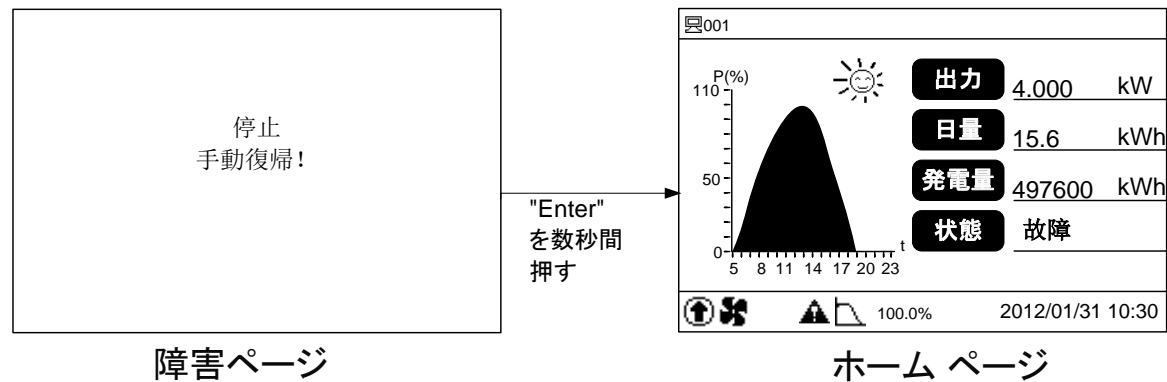 停止
手動復帰!
"Enter"
を数秒間
押す
001
P(%)
110
50
0
5 8 11 14 17 20 23
t
出力 4.000 kW
日量 15.6 kWh
発電量 497600 kWh
状態 故障
100.0% 2012/01/31 10:30
障害ページ
ホーム ページ